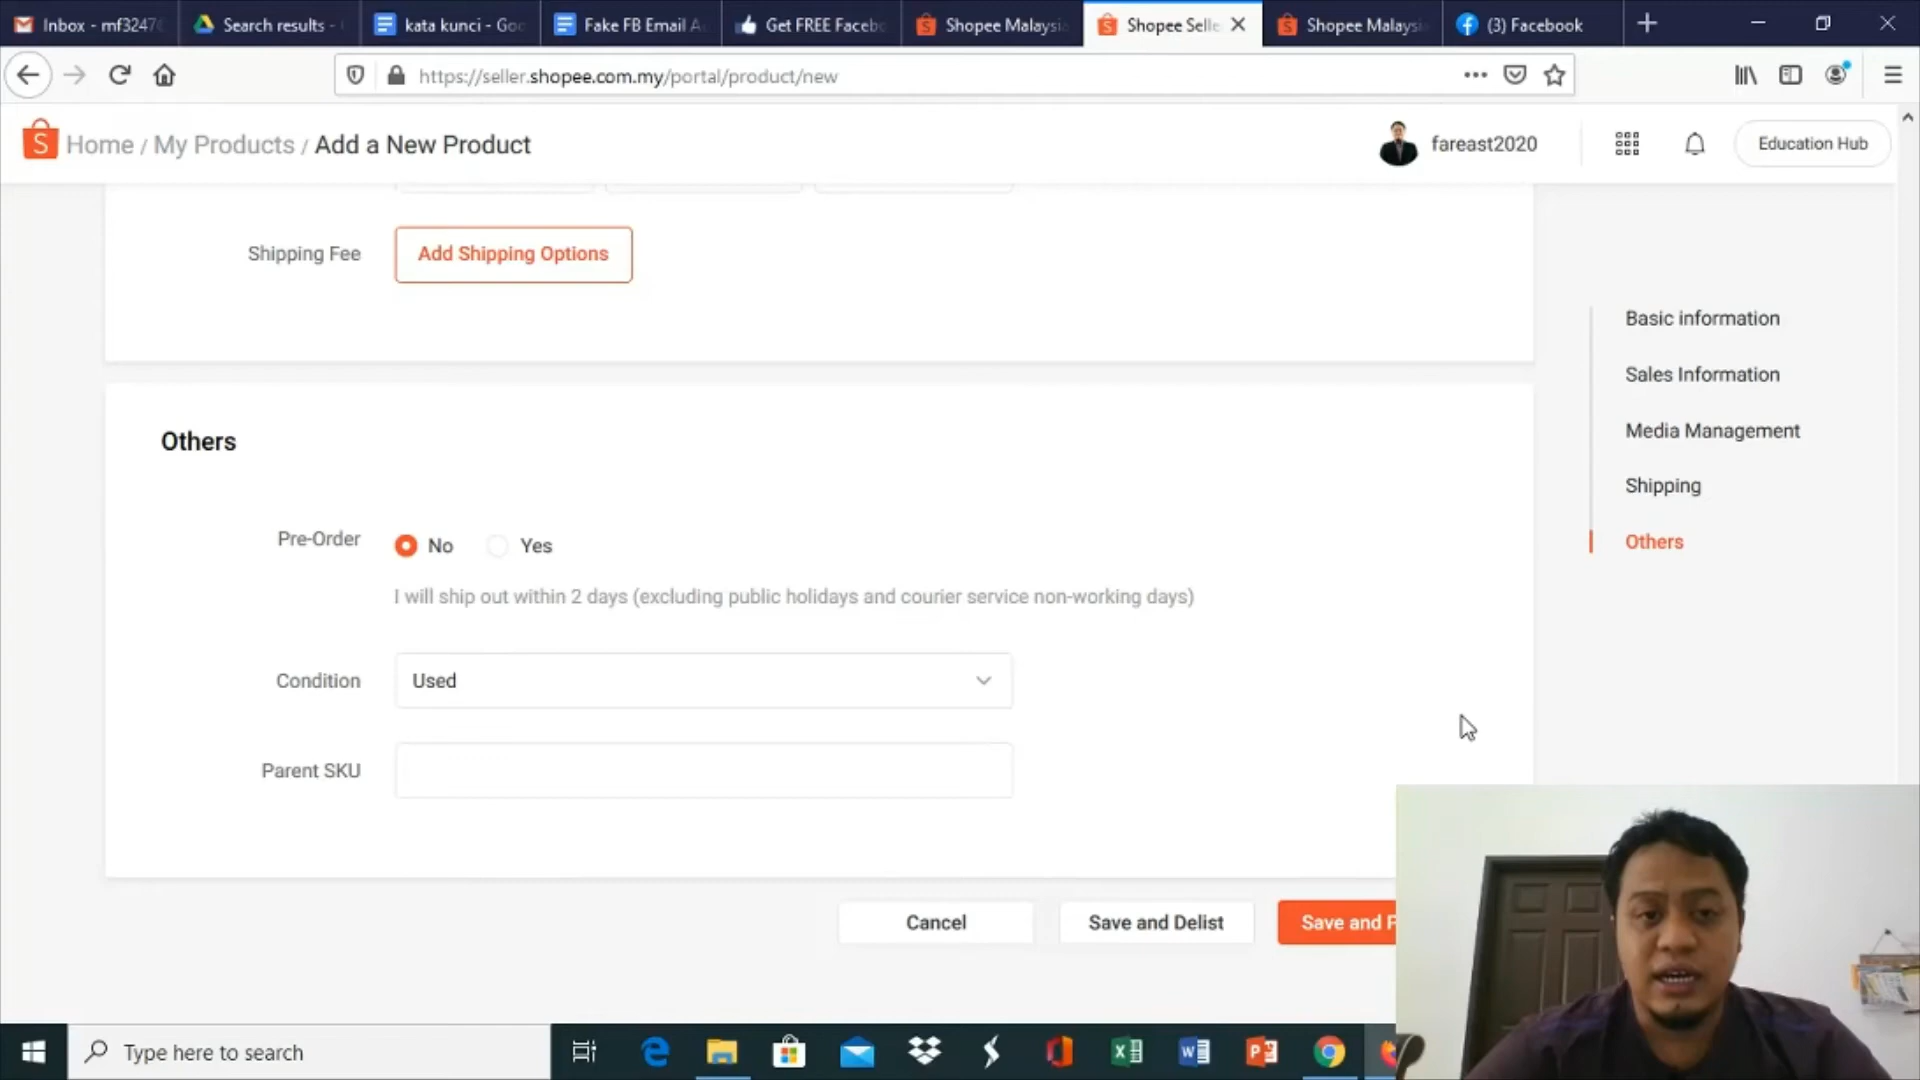 Inbox - mf3247
Search results -
kata kunci - Goo
Fake FB Email A
Get FREE Facebo
Shopee Malaysia
Shopee Selle
Shopee Malaysi
(3) Facebook
https://seller.shopee.com.my/portal/product/new
Home / My Products / Add a New Product
fareast2020
Education Hub
Shipping Fee
Add Shipping Options
Basic information
Sales Information
Media Management
Shipping
Others
Others
Pre-Order
No
Yes
I will ship out within 2 days (excluding public holidays and courier service non-working days)
Condition
Used
Parent SKU
Cancel
Save and Delist
Save and
Type here to search